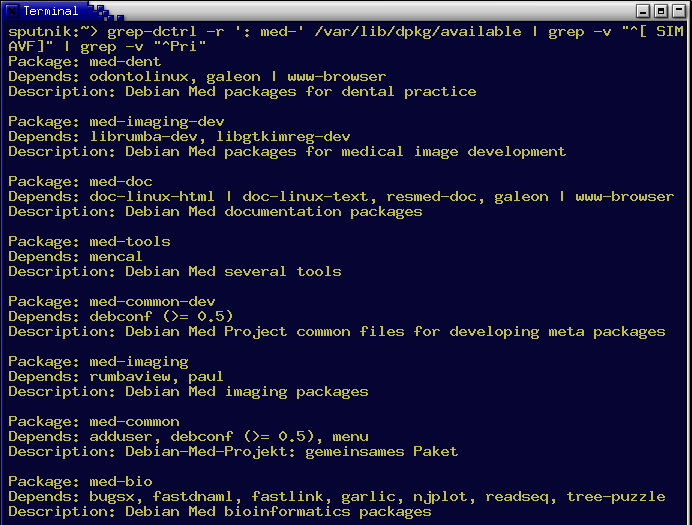 Terminal
sputnik:~> grep-dctrl -r ': med-' /var/lib/dpkg/available | grep -v "^[ SIM
AVF]" | grep -v "^Pri"
Package: med-dent
Depends: odontolinux, galeon | www-browser
Description: Debian Med packages for dental practice
Package: med-imaging-dev
Depends: librumba-dev, libgtkimreg-dev
Description: Debian Med packages for medical image development
Package: med-doc
Depends: doc-linux-html | doc-linux-text, resmed-doc, galeon | www-browser
Description: Debian Med documentation packages
Package: med-tools
Depends: mencal
Description: Debian Med several tools
Package: med-common-dev
Depends: debconf (>= 0.5)
Description: Debian Med Project common files for developing meta packages
Package: med-imaging
Depends: rumbaview, paul
Description: Debian Med imaging packages
Package: med-common
Depends: adduser, debconf (>= 0.5), menu
Description: Debian-Med-Projekt: gemeinsames Paket
Package: med-bio
Depends: bugsx, fastdnaml, fastlink, garlic, njplot, readseq, tree-puzzle
Description: Debian Med bioinformatics packages